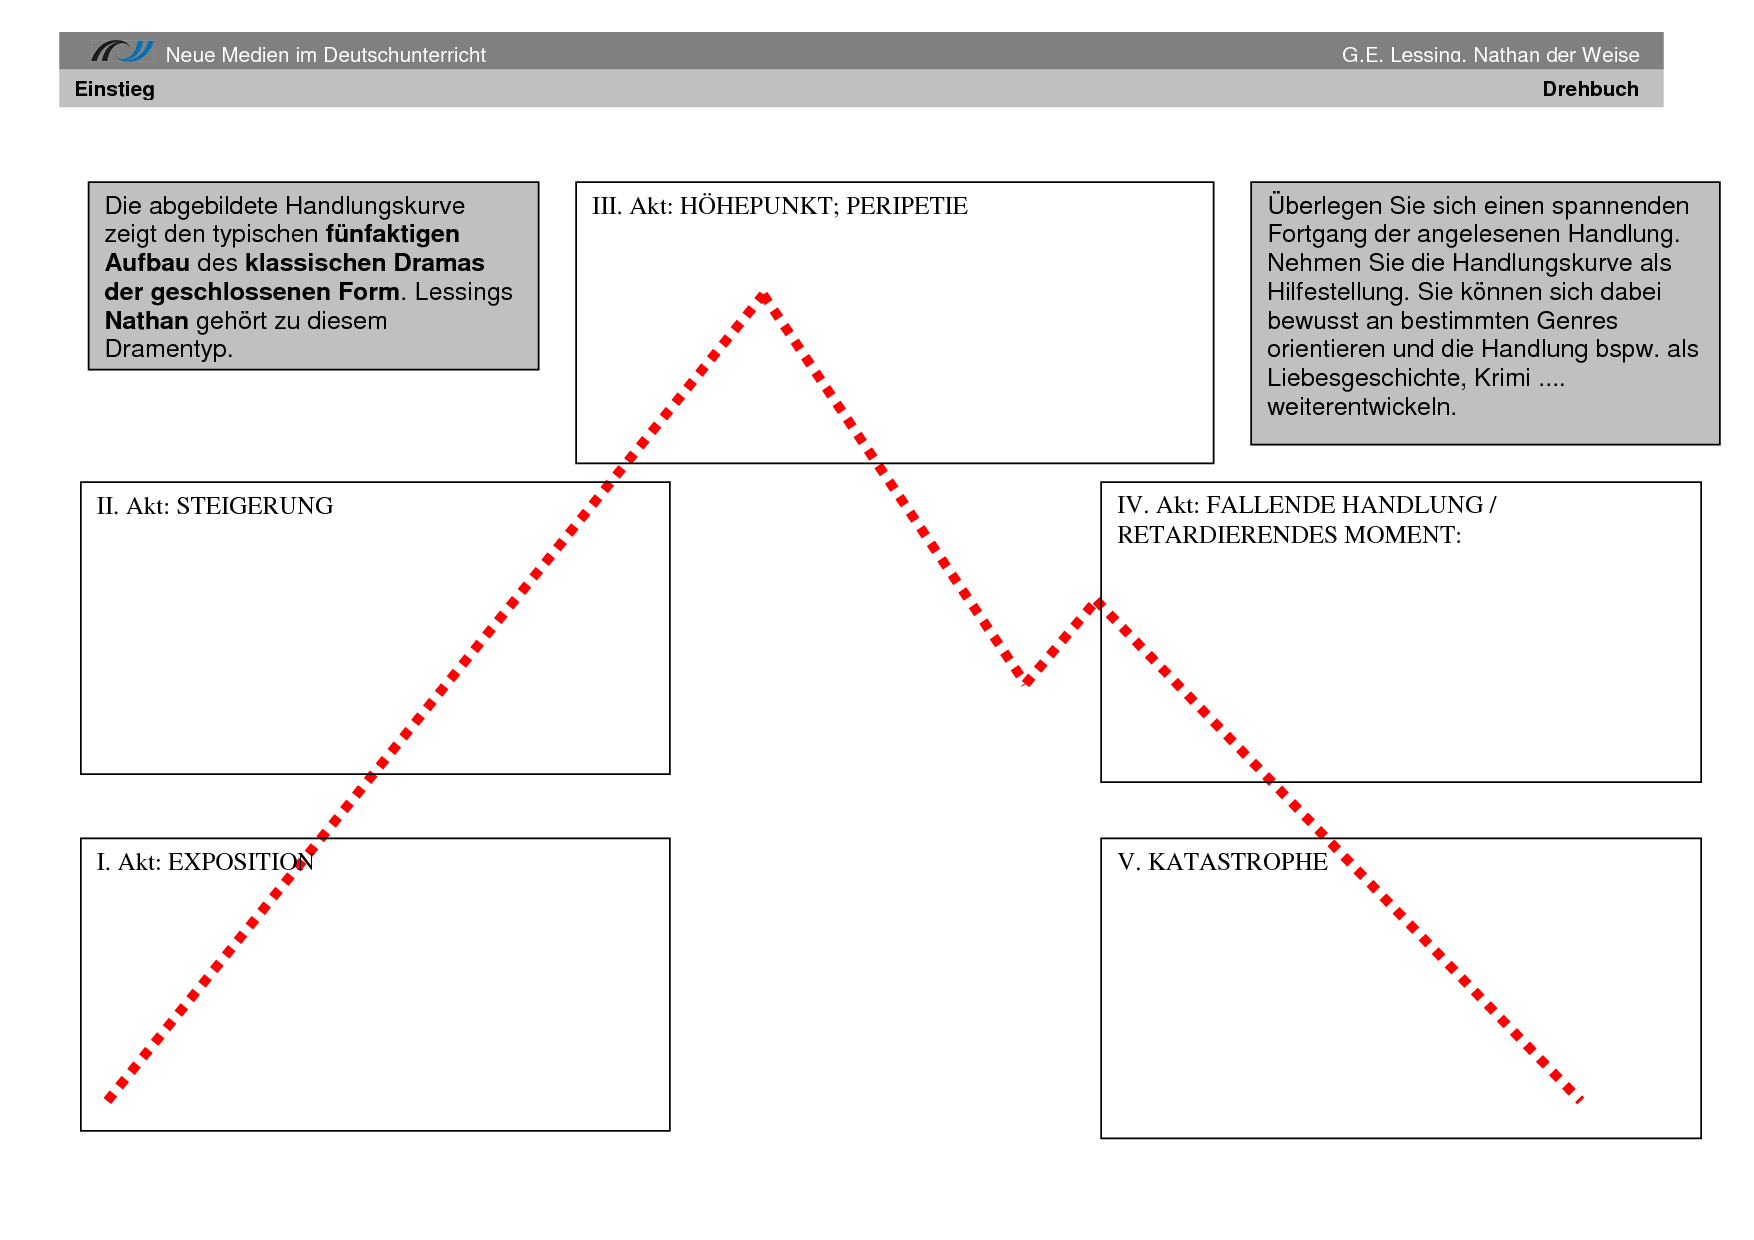 Neue Medien im Deutschunterricht
G.E. Lessing. Nathan der Weise
Einstieg
Drehbuch
Die abgebildete Handlungskurve
zeigt den typischen fünfaktigen
Aufbau des klassischen Dramas
der geschlossenen Form. Lessings
Nathan gehört zu diesem
Dramentyp.
III. Akt: HÖHEPUNKT; PERIPETIE
Überlegen Sie sich einen spannenden
Fortgang der angelesenen Handlung.
Nehmen Sie die Handlungskurve als
Hilfestellung. Sie können sich dabei
bewusst an bestimmten Genres
orientieren und die Handlung bspw. als
Liebesgeschichte, Krimi ....
weiterentwickeln.
II. Akt: STEIGERUNG
IV. Akt: FALLENDE HANDLUNG /
RETARDIERENDES MOMENT:
I. Akt: EXPOSITION
V. KATASTROPHE